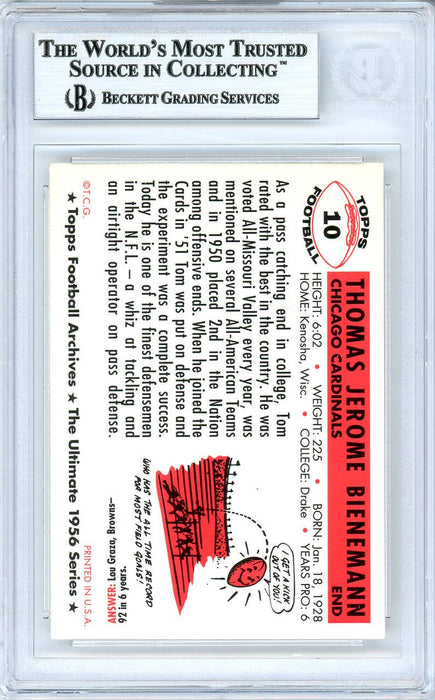 THE WORLD'S MOST TRUSTED
SOURCE IN COLLECTING™
B BECKETT GRADING SERVICES
TOPPS
10
FOOTBALL
THOMAS JEROME BIENEMANN
CHICAGO CARDINALS END
HEIGHT: 6:02 • WEIGHT: 225 BORN: Jan. 18, 1928
HOME: Kenosha, Wisc. • COLLEGE: Drake • YEARS PRO: 6
As a pass catching end in college, Tom
rated with the best in the country. He was
voted All-Missouri Valley every year, was
mentioned on several All-American Teams
and in 1950 placed 2nd in the Nation
among offensive ends. When he joined the
Cards in '51 Tom was put on defense and
the experiment was a complete success.
Today he is one of the finest defensemen
in the N.F.L. – a whiz at tackling and
an airtight operator on pass defense.
I GET A KICK
OUT OF YOU!
WHO HAS THE ALL TIME RECORD
FOR MOST FIELD GOALS?
ANSWER: Lou Graza, Browns—
92 in 6 years.
©T.C.G. ★ Topps Football Archives ★ The Ultimate 1956 Series ★ PRINTED IN U.S.A.